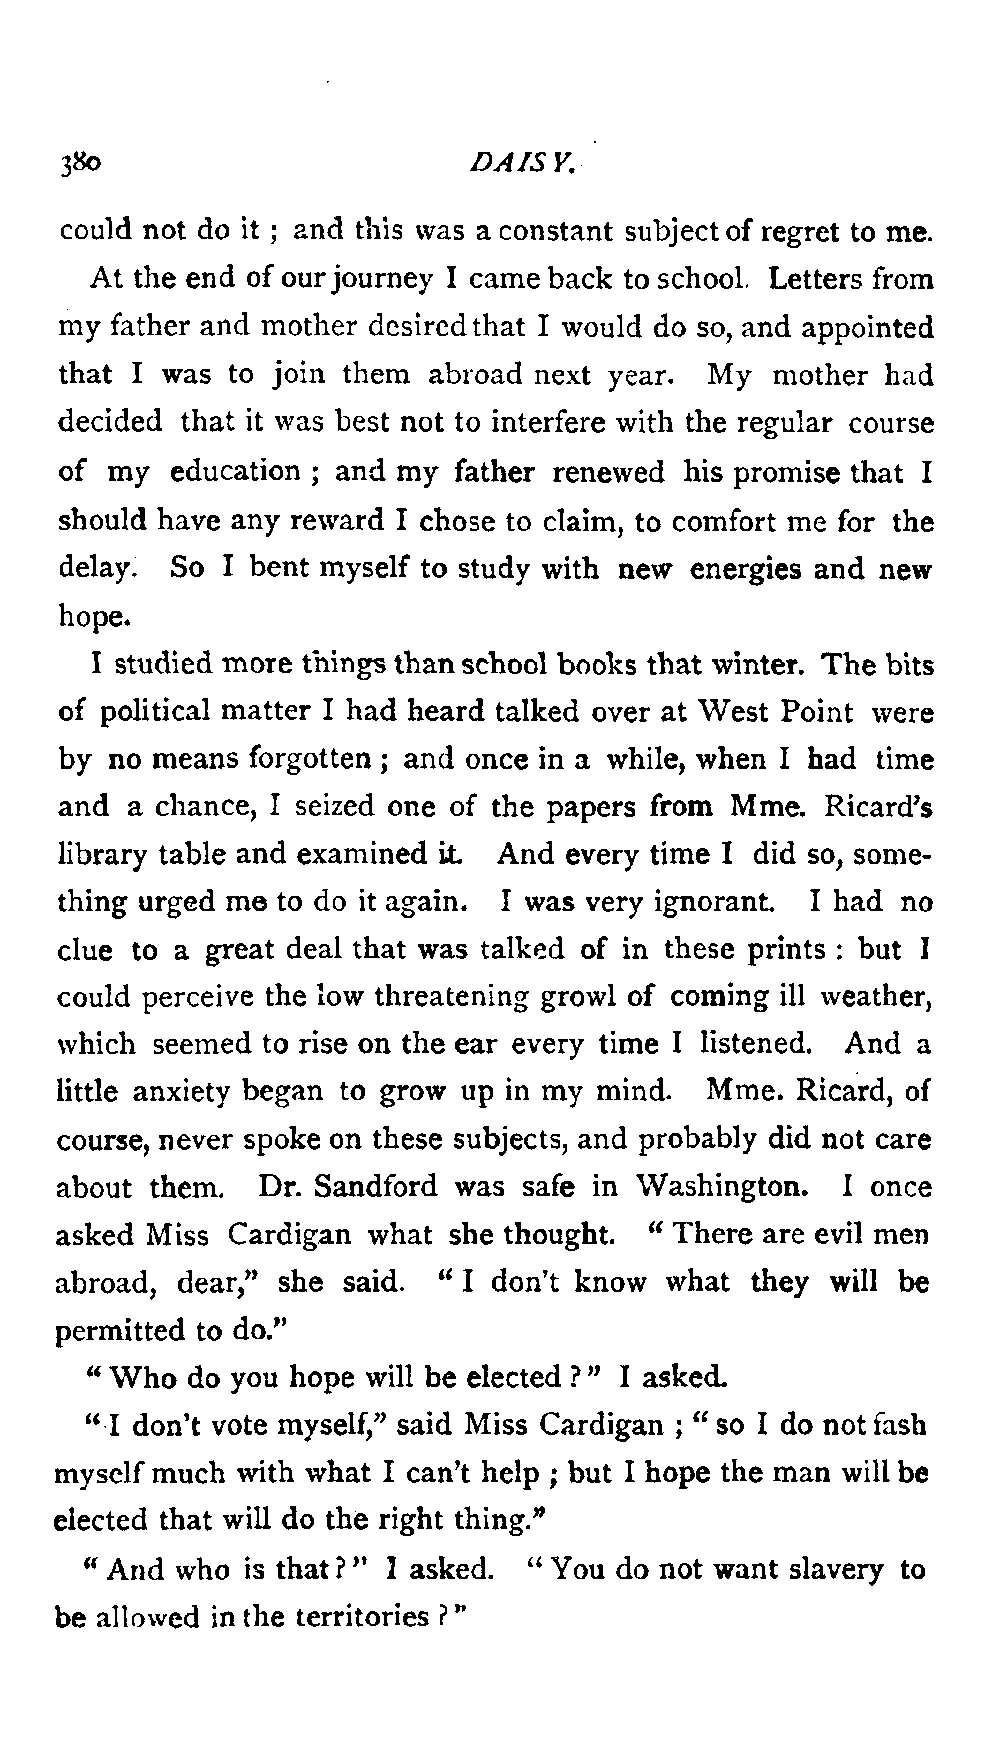 380 DAISY.
could not do it ; and this was a constant subject of regret to me.
At the end of our journey I came back to school. Letters from
my father and mother desired that I would do so, and appointed
that I was to join them abroad next year. My mother had
decided that it was best not to interfere with the regular course
of my education ; and my father renewed his promise that I
should have any reward I chose to claim, to comfort me for the
delay. So I bent myself to study with new energies and new
hope.
I studied more things than school books that winter. The bits
of political matter I had heard talked over at West Point were
by no means forgotten ; and once in a while, when I had time
and a chance, I seized one of the papers from Mme. Ricard's
library table and examined it. And every time I did so, some-
thing urged me to do it again. I was very ignorant. I had no
clue to a great deal that was talked of in these prints : but I
could perceive the low threatening growl of coming ill weather,
which seemed to rise on the ear every time I listened. And a
little anxiety began to grow up in my mind. Mme. Ricard, of
course, never spoke on these subjects, and probably did not care
about them. Dr. Sandford was safe in Washington. I once
asked Miss Cardigan what she thought. " There are evil men
abroad, dear," she said. " I don't know what they will be
permitted to do."
" Who do you hope will be elected ? " I asked.
" I don't vote myself," said Miss Cardigan ; " so I do not fash
myself much with what I can't help ; but I hope the man will be
elected that will do the right thing."
" And who is that ? " I asked. " You do not want slavery to
be allowed in the territories ? "